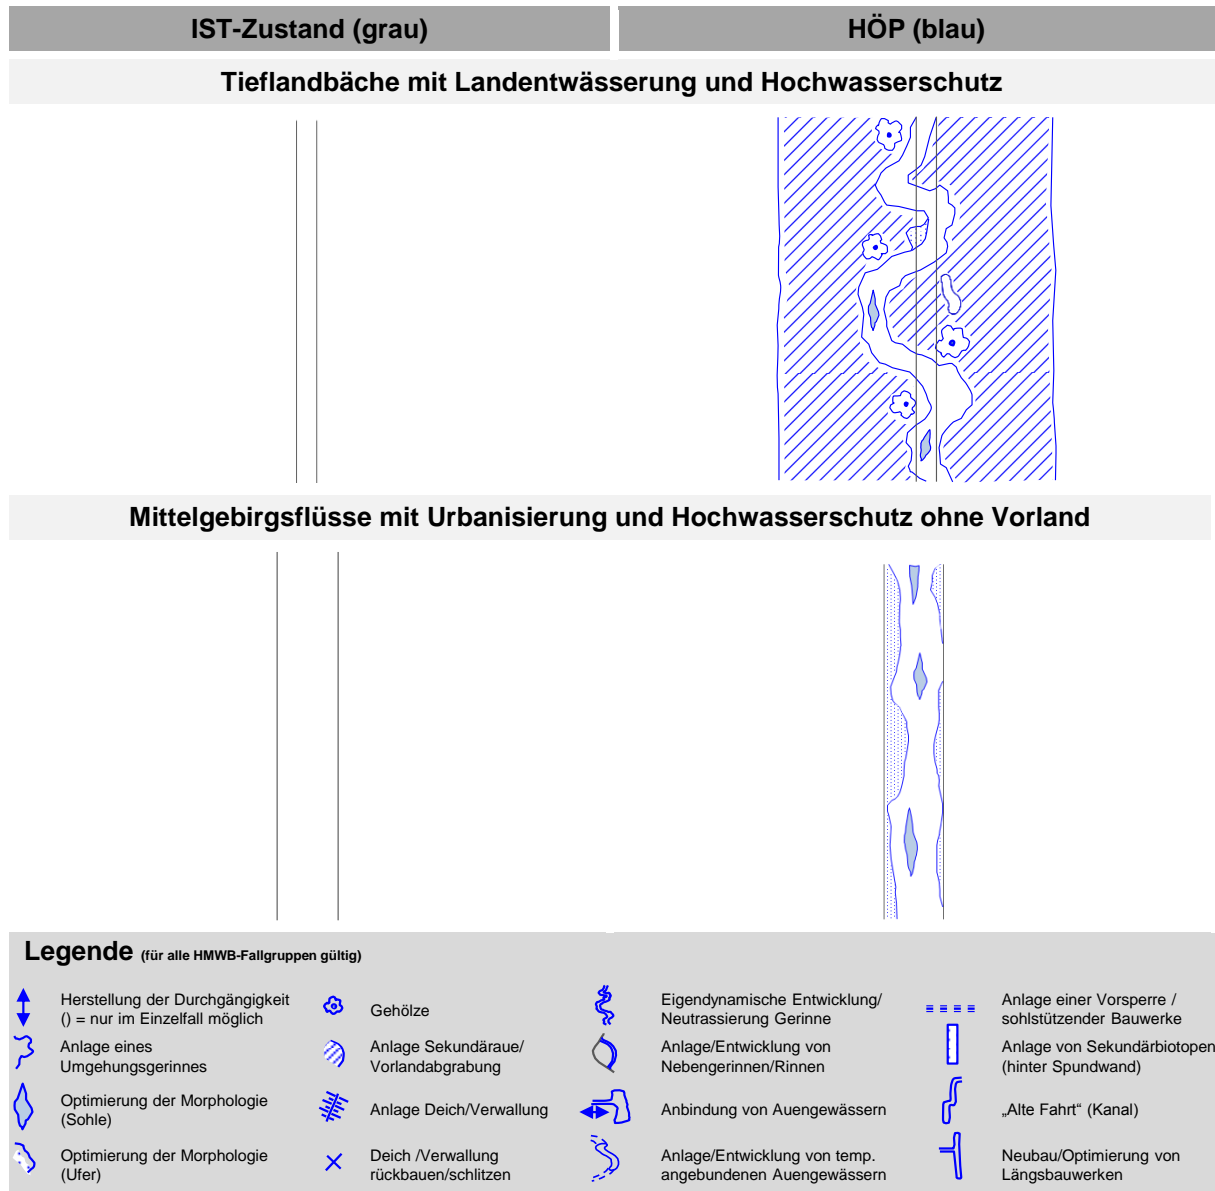 IST-Zustand (grau)
HÖP (blau)
Tieflandbäche mit Landentwässerung und Hochwasserschutz
Mittelgebirgsflüsse mit Urbanisierung und Hochwasserschutz ohne Vorland
Legende (für alle HMWB-Fallgruppen gültig)
Herstellung der Durchgängigkeit
() = nur im Einzelfall möglich
Anlage eines
Umgehungsgerinnes
Optimierung der Morphologie
(Sohle)
Optimierung der Morphologie
(Ufer)
Gehölze
Anlage Sekundäraue/
Vorlandabgrabung
Anlage Deich/Verwallung
Deich /Verwallung
rückbauen/schlitzen
Eigendynamische Entwicklung/
Neutrassierung Gerinne
Anlage/Entwicklung von
Nebengerinnen/Rinnen
Anbindung von Auengewässern
Anlage/Entwicklung von temp.
angebundenen Auengewässern
Anlage einer Vorsperre /
sohlstützender Bauwerke
Anlage von Sekundärbiotopen
(hinter Spundwand)
„Alte Fahrt“ (Kanal)
Neubau/Optimierung von
Längsbauwerken